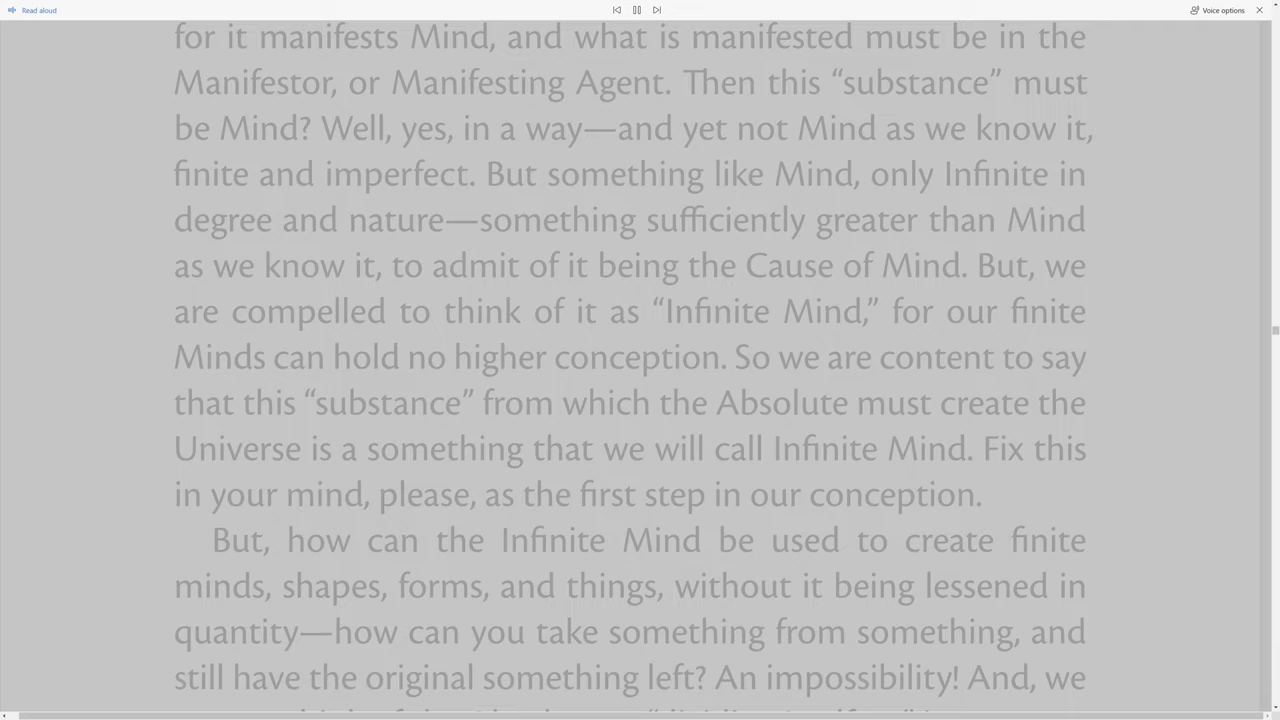 Read aloud
Voice options
for it manifests Mind, and what is manifested must be in the
Manifestor, or Manifesting Agent. Then this “substance” must
be Mind? Well, yes, in a way—and yet not Mind as we know it,
finite and imperfect. But something like Mind, only Infinite in
degree and nature—something sufficiently greater than Mind
as we know it, to admit of it being the Cause of Mind. But, we
are compelled to think of it as “Infinite Mind,” for our finite
Minds can hold no higher conception. So we are content to say
that this “substance” from which the Absolute must create the
Universe is a something that we will call Infinite Mind. Fix this
in your mind, please, as the first step in our conception.
But, how can the Infinite Mind be used to create finite
minds, shapes, forms, and things, without it being lessened in
quantity—how can you take something from something, and
still have the original something left? An impossibility! And, we